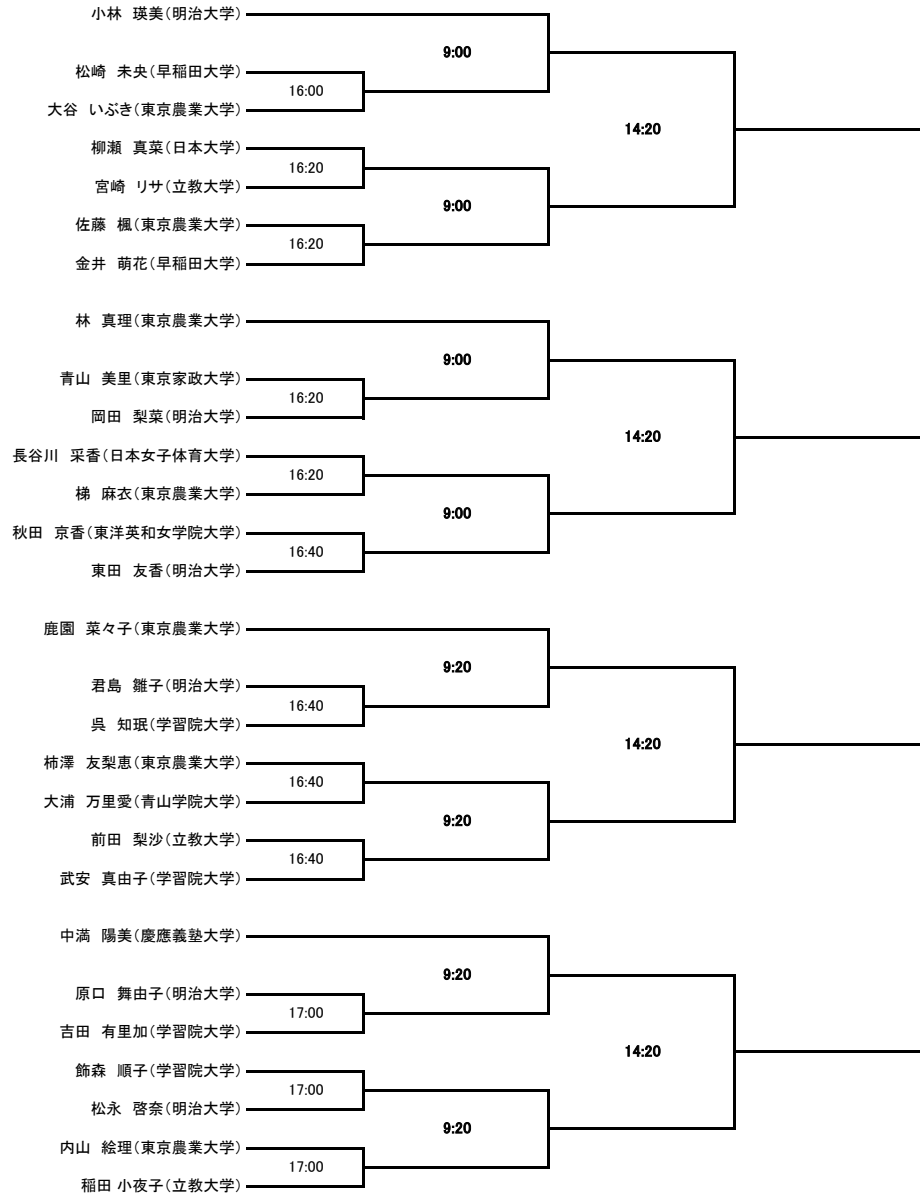 小林　瑛美(明治大学)
9:00
松崎　未央(早稲田大学)
16:00
大谷　いぶき(東京農業大学)
14:20
柳瀬　真菜(日本大学)
16:20
宮崎　リサ(立教大学)
9:00
佐藤　楓(東京農業大学)
16:20
金井　萌花(早稲田大学)
林　真理(東京農業大学)
9:00
青山　美里(東京家政大学)
16:20
岡田　梨菜(明治大学)
14:20
長谷川　采香(日本女子体育大学)
16:20
梯　麻衣(東京農業大学)
9:00
秋田　京香(東洋英和女学院大学)
16:40
東田　友香(明治大学)
鹿園　菜々子(東京農業大学)
9:20
君島　雛子(明治大学)
16:40
呉　知珉(学習院大学)
14:20
柿澤　友梨恵(東京農業大学)
16:40
大浦　万里愛(青山学院大学)
9:20
前田　梨沙(立教大学)
16:40
武安　真由子(学習院大学)
中満　陽美(慶應義塾大学)
9:20
原口　舞由子(明治大学)
17:00
吉田　有里加(学習院大学)
14:20
飾森　順子(学習院大学)
17:00
松永　啓奈(明治大学)
9:20
内山　絵理(東京農業大学)
17:00
稲田 小夜子(立教大学)